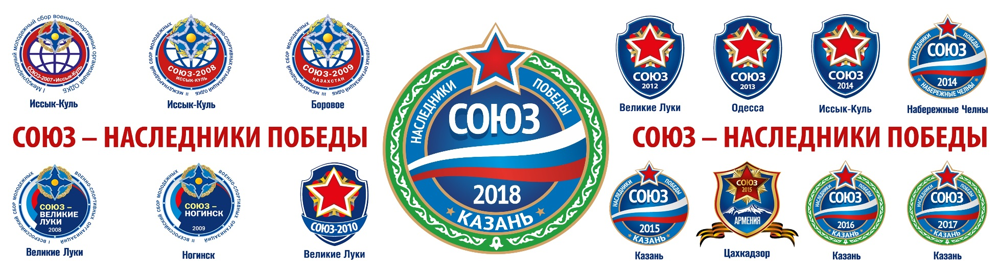 I Международный молодежный сбор военно-спортивных организаций ОДКБ
СОЮЗ-2007 • Иссык-Куль
Иссык-Куль
II МЕЖДУНАРОДНЫЙ СБОР МОЛОДЕЖНЫХ ВОЕННО-СПОРТИВНЫХ ОРГАНИЗАЦИЙ ОДКБ
СОЮЗ-2008
ИССЫК-КУЛЬ
Иссык-Куль
III МЕЖДУНАРОДНЫЙ СБОР МОЛОДЕЖНЫХ ВОЕННО-СПОРТИВНЫХ ОРГАНИЗАЦИЙ ОДКБ
СОЮЗ-2009
КАЗАХСТАН
Боровое
СОЮЗ – НАСЛЕДНИКИ ПОБЕДЫ
I ВСЕРОССИЙСКИЙ СБОР МОЛОДЕЖНЫХ ВОЕННО-СПОРТИВНЫХ ОРГАНИЗАЦИЙ
СОЮЗ –
ВЕЛИКИЕ
ЛУКИ
2008
Великие Луки
II ВСЕРОССИЙСКИЙ СБОР МОЛОДЕЖНЫХ ВОЕННО-СПОРТИВНЫХ ОРГАНИЗАЦИЙ
СОЮЗ –
НОГИНСК
2009
Ногинск
СОЮЗ-2010
Великие Луки
НАСЛЕДНИКИ ПОБЕДЫ
СОЮЗ
2018
КАЗАНЬ
СОЮЗ
2012
Великие Луки
СОЮЗ
2013
Одесса
СОЮЗ
2014
Иссык-Куль
НАСЛЕДНИКИ ПОБЕДЫ
СОЮЗ
2014
НАБЕРЕЖНЫЕ ЧЕЛНЫ
Набережные Челны
СОЮЗ – НАСЛЕДНИКИ ПОБЕДЫ
НАСЛЕДНИКИ ПОБЕДЫ
СОЮЗ
2015
КАЗАНЬ
Казань
СОЮЗ
2015
АРМЕНИЯ
Цахкадзор
НАСЛЕДНИКИ ПОБЕДЫ
СОЮЗ
2016
КАЗАНЬ
Казань
НАСЛЕДНИКИ ПОБЕДЫ
СОЮЗ
2017
КАЗАНЬ
Казань